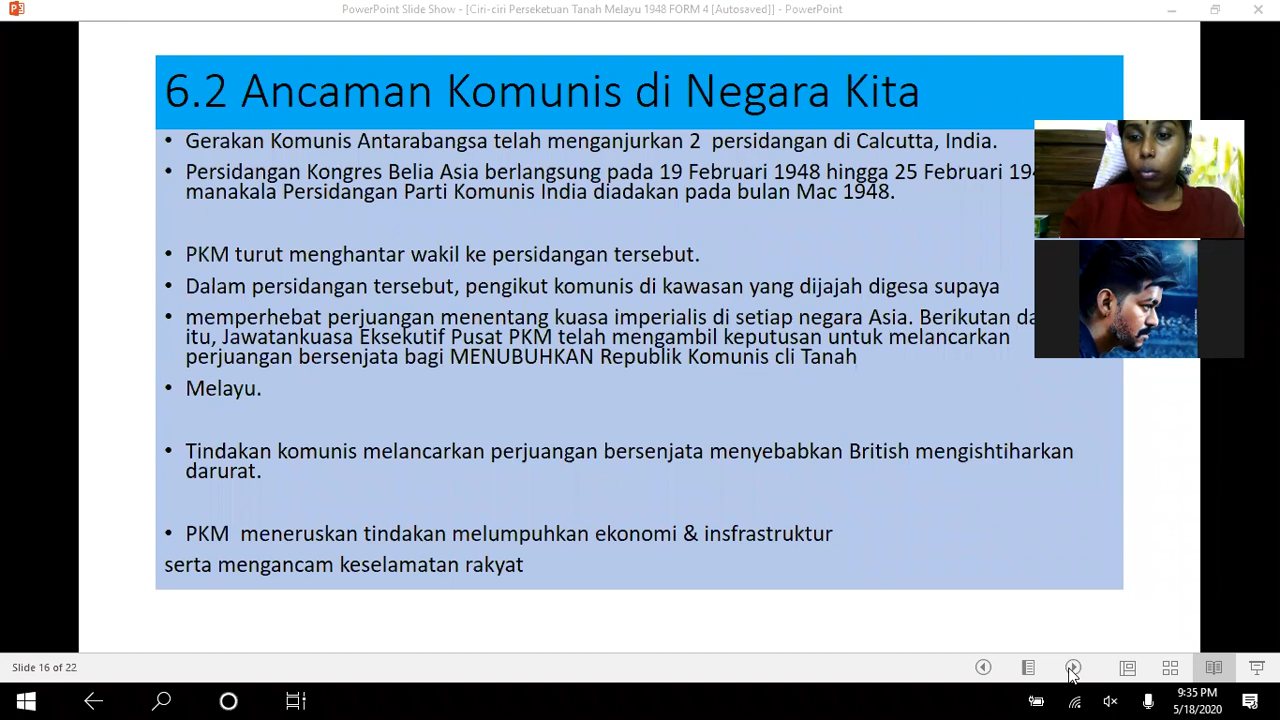 PowerPoint Slide Show - [Ciri-ciri Perseketuan Tanah Melayu 1948 FORM 4 [Autosaved]] - PowerPoint
6.2 Ancaman Komunis di Negara Kita
• Gerakan Komunis Antarabangsa telah menganjurkan 2 persidangan di Calcutta, India.
• Persidangan Kongres Belia Asia berlangsung pada 19 Februari 1948 hingga 25 Februari
manakala Persidangan Parti Komunis India diadakan pada bulan Mac 1948.
• PKM turut menghantar wakil ke persidangan tersebut.
• Dalam persidangan tersebut, pengikut komunis di kawasan yang dijajah digesa supaya
• memperhebat perjuangan menentang kuasa imperialis di setiap negara Asia. Berikutan
itu, Jawatankuasa Eksekutif Pusat PKM telah mengambil keputusan untuk melancarkan
perjuangan bersenjata bagi MENUBUHKAN Republik Komunis cli Tanah
• Melayu.
• Tindakan komunis melancarkan perjuangan bersenjata menyebabkan British mengishtiharkan
darurat.
• PKM meneruskan tindakan melumpuhkan ekonomi & insfrastruktur
serta mengancam keselamatan rakyat
Slide 16 of 22
9:35 PM
5/18/2020